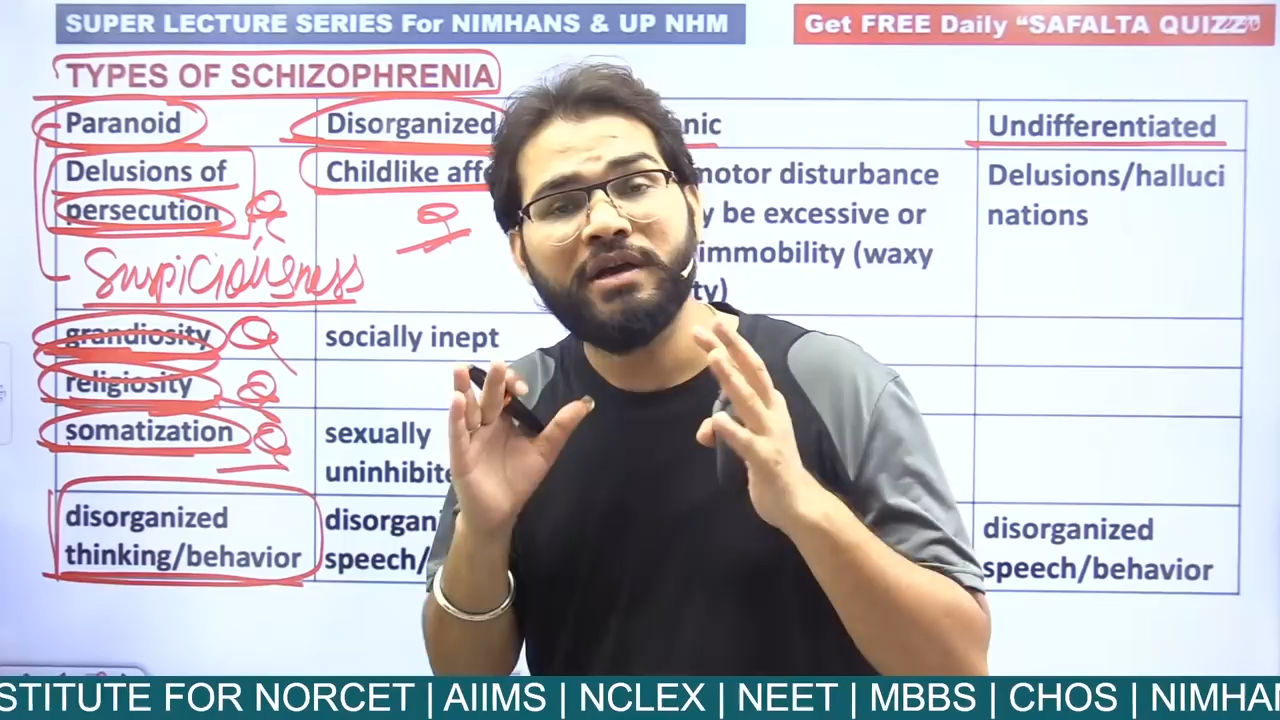 SUPER LECTURE SERIES For NIMHANS & UP NHM
Get FREE Daily “SAFALTA QUIZZ”
TYPES OF SCHIZOPHRENIA
Paranoid
Disorganized
nic
Undifferentiated
Delusions of
persecution
Suspiciousness
Childlike aff
motor disturbance
y be excessive or
immobility (waxy
ty)
Delusions/halluci
nations
grandiosity
socially inept
religiosity
somatization
sexually
uninhibite
disorganized
thinking/behavior
disorgan
speech/
disorganized
speech/behavior
STITUTE FOR NORCET | AIIMS | NCLEX | NEET | MBBS | CHOS | NIMHAN